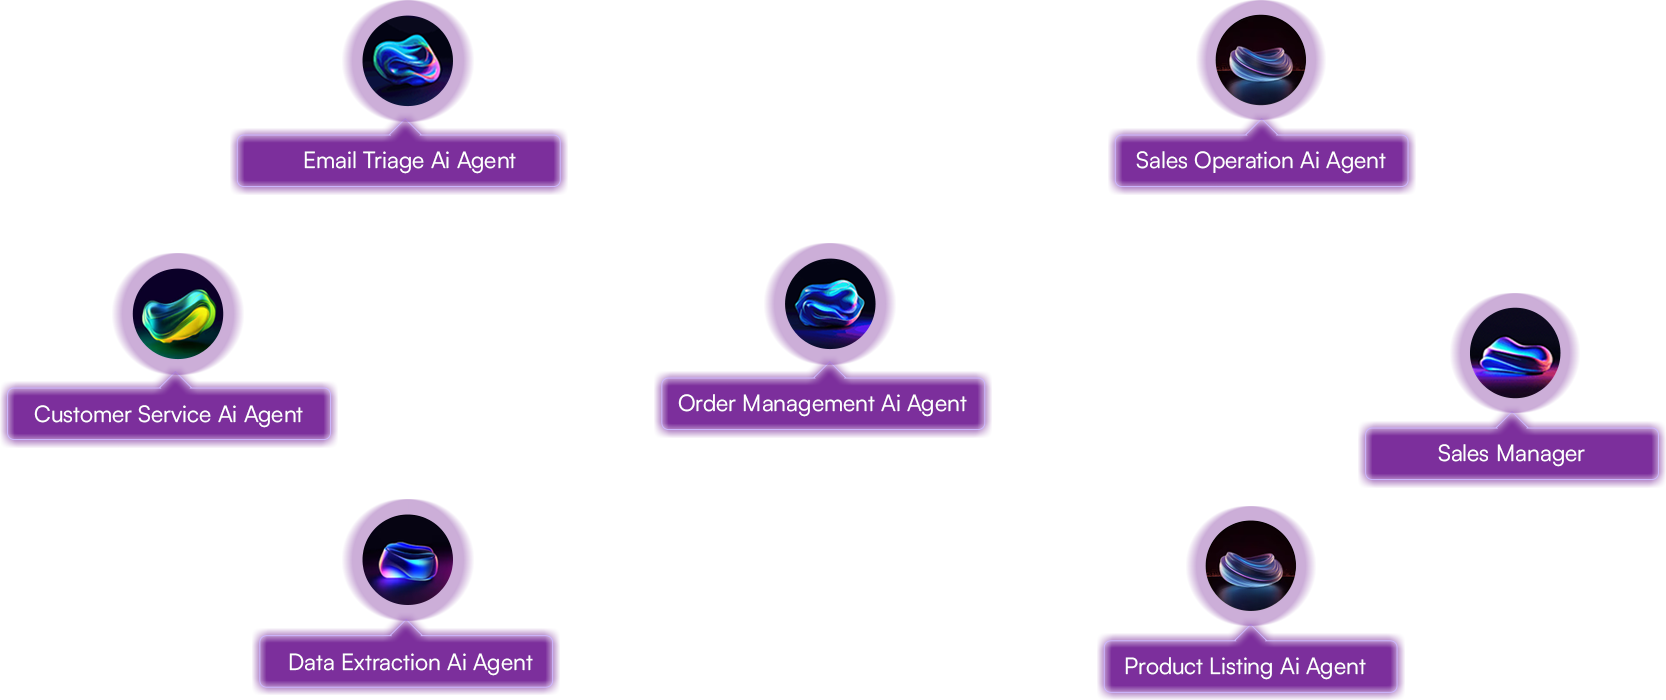 Email Triage Ai Agent
Sales Operation Ai Agent
Customer Service Ai Agent
Order Management Ai Agent
Sales Manager
Data Extraction Ai Agent
Product Listing Ai Agent